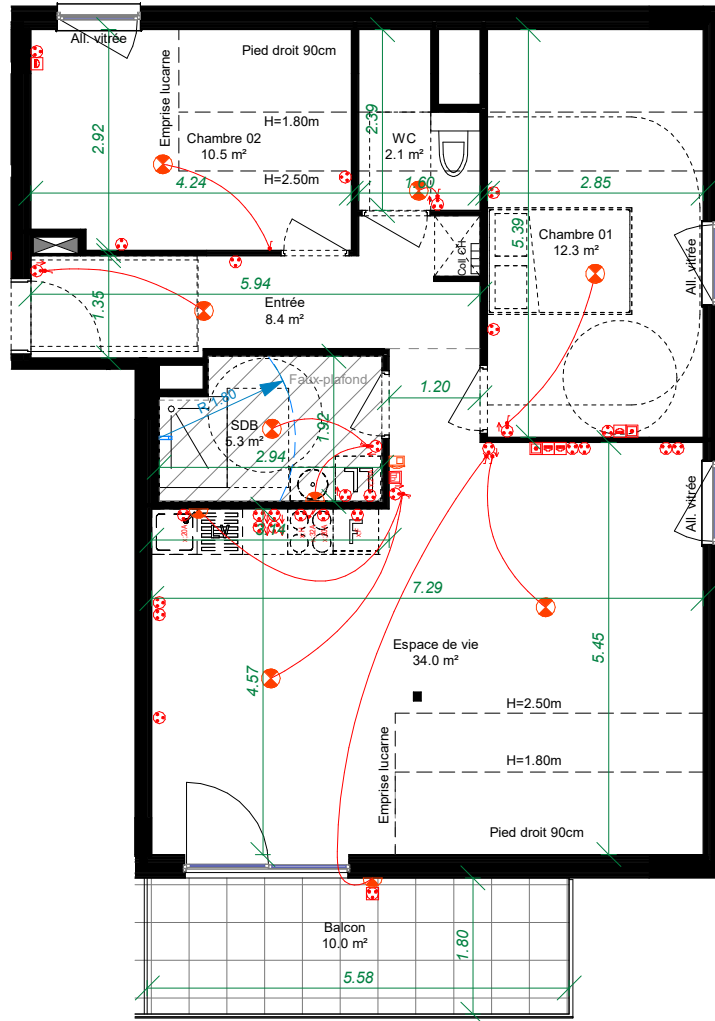 All. vitrée
Pied droit 90cm
Emprise lucarne
H=1.80m
Chambre 02
10.5 m²
H=2.50m
2.92
4.24
2.39
WC
2.1 m²
1.60
2.85
5.39
Chambre 01
12.3 m²
All. vitrée
Coll. CH
5.94
Entrée
8.4 m²
1.35
1.20
Faux-plafond
R 1.80
SDB
5.3 m²
1.92
2.94
All. vitrée
7.29
Espace de vie
34.0 m²
5.45
4.57
H=2.50m
H=1.80m
Emprise lucarne
Pied droit 90cm
Balcon
10.0 m²
1.80
5.58